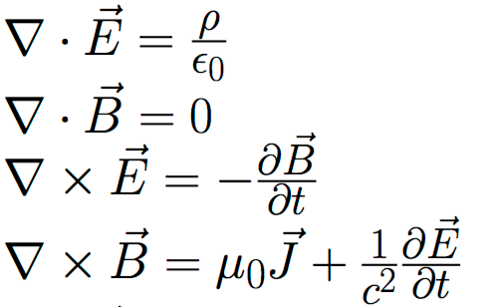 ∇ · E⃗ = ρ/ϵ₀
∇ · B⃗ = 0
∇ × E⃗ = −∂B⃗/∂t
∇ × B⃗ = μ₀J⃗ + 1/c² ∂E⃗/∂t